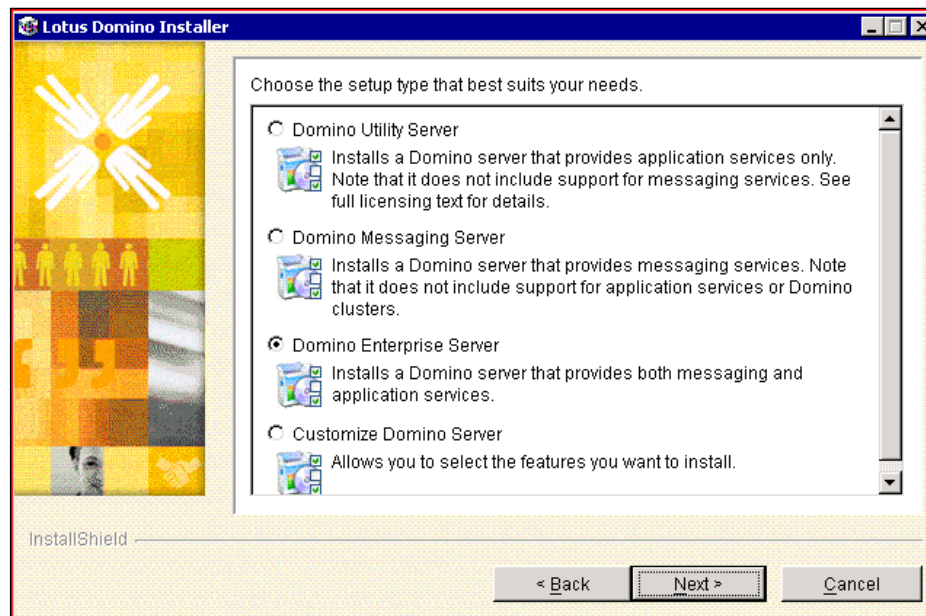 Lotus Domino Installer
Choose the setup type that best suits your needs.
Domino Utility Server
Installs a Domino server that provides application services only.
Note that it does not include support for messaging services. See
full licensing text for details.
Domino Messaging Server
Installs a Domino server that provides messaging services. Note
that it does not include support for application services or Domino
clusters.
Domino Enterprise Server
Installs a Domino server that provides both messaging and
application services.
Customize Domino Server
Allows you to select the features you want to install.
InstallShield
< Back Next > Cancel